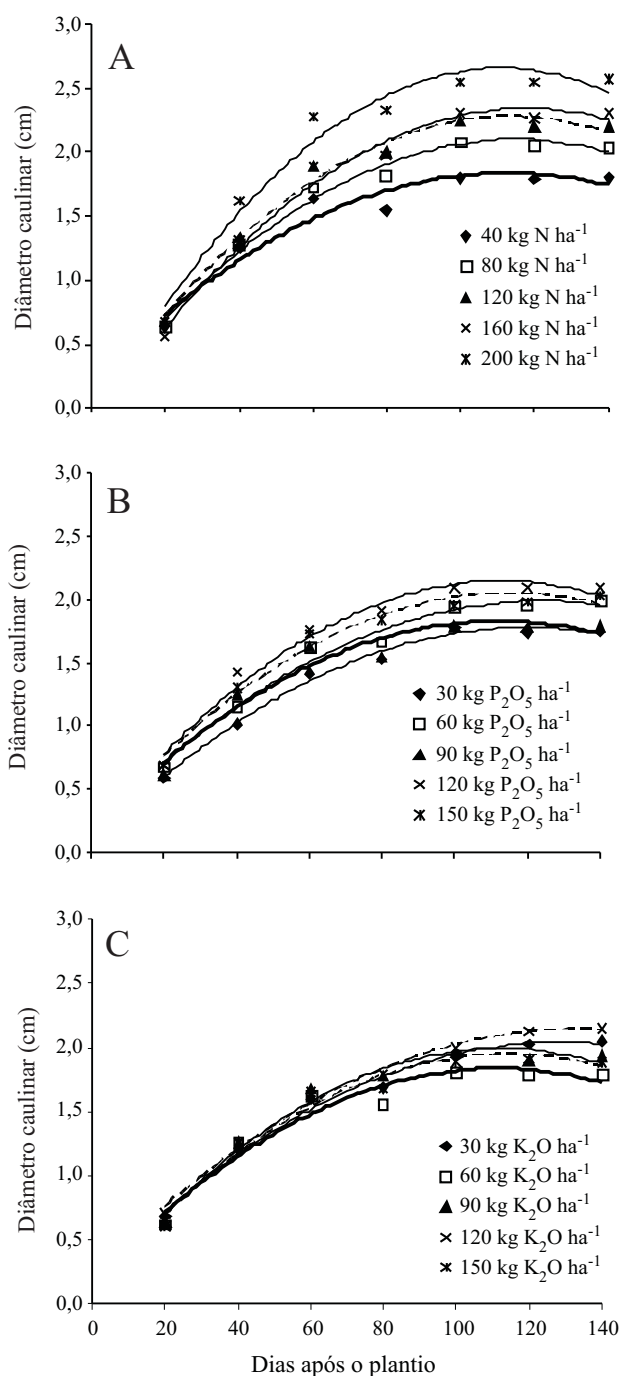 A
Diâmetro caulinar (cm)
3,0
2,5
2,0
1,5
1,0
0,5
0,0
40 kg N ha⁻¹
80 kg N ha⁻¹
120 kg N ha⁻¹
160 kg N ha⁻¹
200 kg N ha⁻¹
B
Diâmetro caulinar (cm)
3,0
2,5
2,0
1,5
1,0
0,5
0,0
30 kg P₂O₅ ha⁻¹
60 kg P₂O₅ ha⁻¹
90 kg P₂O₅ ha⁻¹
120 kg P₂O₅ ha⁻¹
150 kg P₂O₅ ha⁻¹
C
Diâmetro caulinar (cm)
3,0
2,5
2,0
1,5
1,0
0,5
0,0
30 kg K₂O ha⁻¹
60 kg K₂O ha⁻¹
90 kg K₂O ha⁻¹
120 kg K₂O ha⁻¹
150 kg K₂O ha⁻¹
0 20 40 60 80 100 120 140
Dias após o plantio